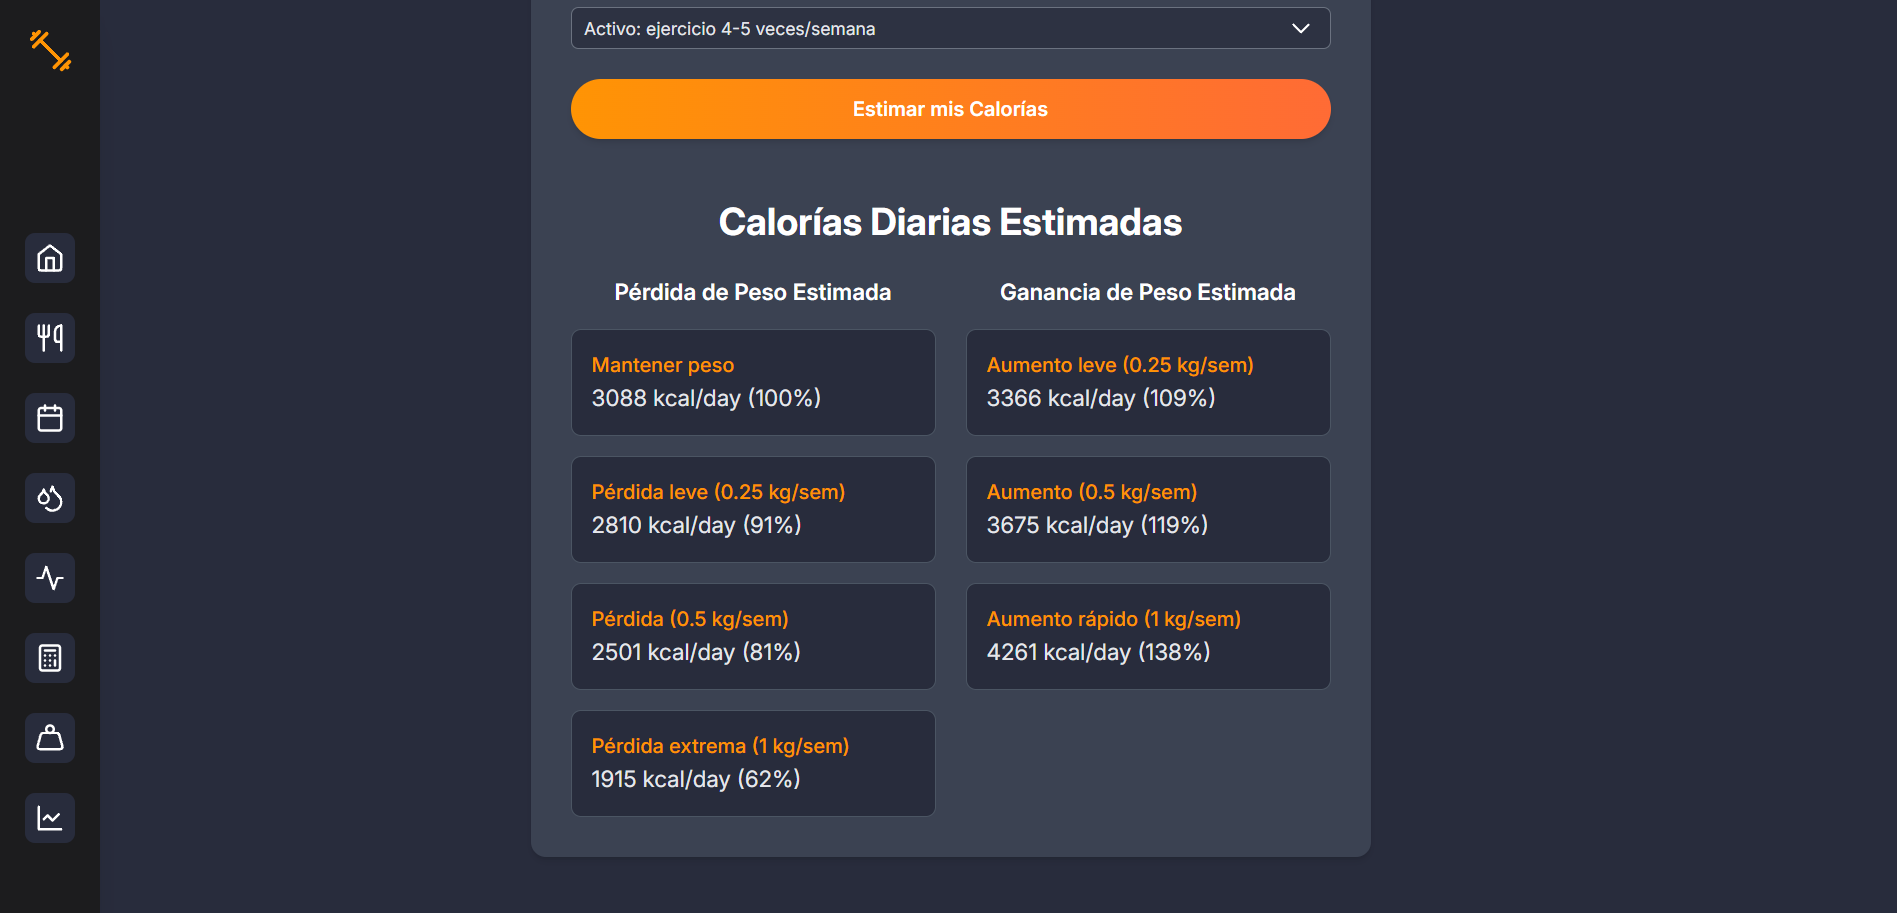 Activo: ejercicio 4-5 veces/semana
Estimar mis Calorías
Calorías Diarias Estimadas
Pérdida de Peso Estimada
Mantener peso
3088 kcal/day (100%)
Pérdida leve (0.25 kg/sem)
2810 kcal/day (91%)
Pérdida (0.5 kg/sem)
2501 kcal/day (81%)
Pérdida extrema (1 kg/sem)
1915 kcal/day (62%)
Ganancia de Peso Estimada
Aumento leve (0.25 kg/sem)
3366 kcal/day (109%)
Aumento (0.5 kg/sem)
3675 kcal/day (119%)
Aumento rápido (1 kg/sem)
4261 kcal/day (138%)